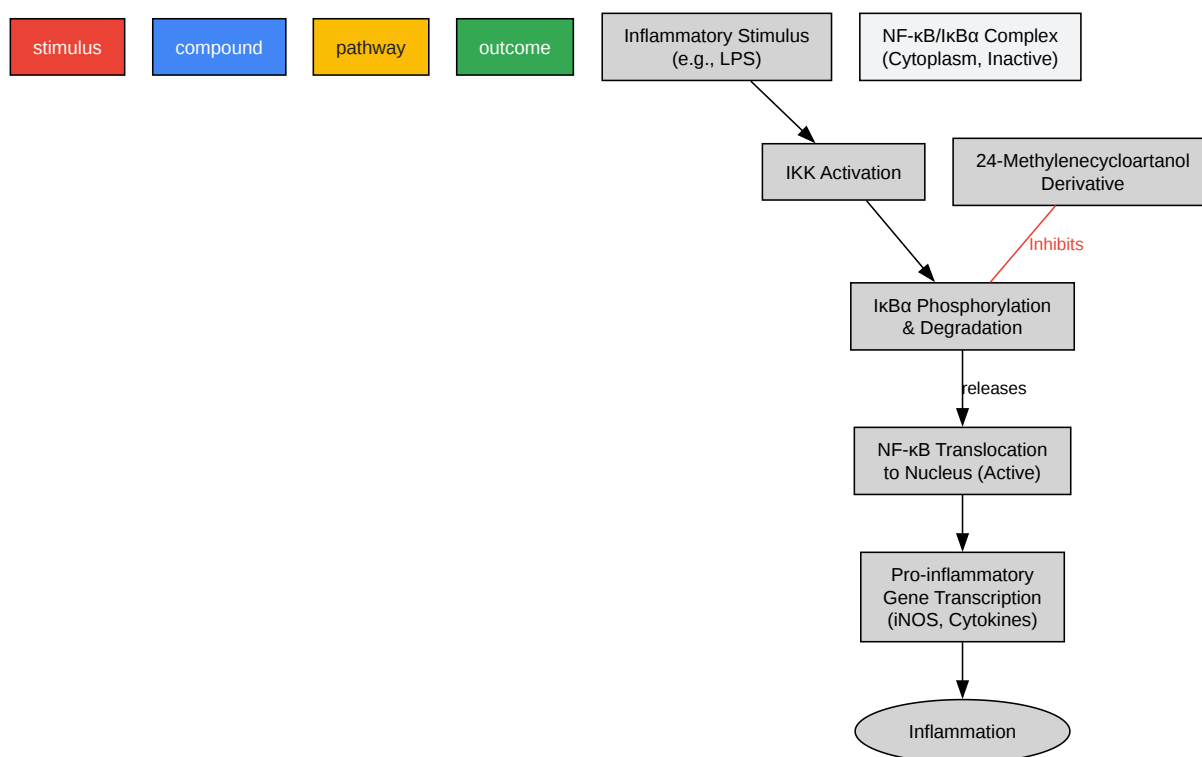 stimulus
compound
pathway
outcome
Inflammatory Stimulus
(e.g., LPS)
NF-κB/IκBα Complex
(Cytoplasm, Inactive)
IKK Activation
24-Methylenecycloartanol
Derivative
Inhibits
IκBα Phosphorylation
& Degradation
releases
NF-κB Translocation
to Nucleus (Active)
Pro-inflammatory
Gene Transcription
(iNOS, Cytokines)
Inflammation